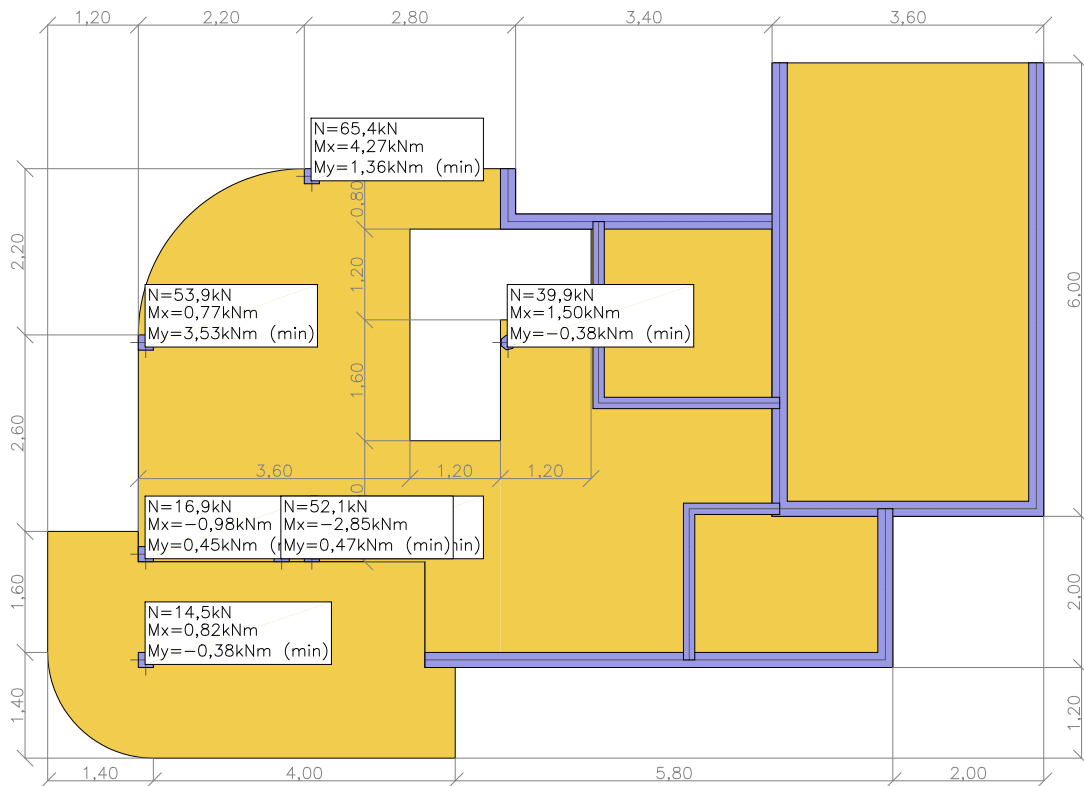 1,20 2,20 2,80 3,40 3,60
N=65,4kN
Mx=4,27kNm
My=1,36kNm (min)
0,80
2,20
1,20
6,00
N=53,9kN
Mx=0,77kNm
My=3,53kNm (min)
N=39,9kN
Mx=1,50kNm
My=−0,38kNm (min)
1,60
2,60
3,60 1,20 1,20
0
N=16,9kN
Mx=−0,98kNm
My=0,45kNm
N=52,1kN
Mx=−2,85kNm
My=0,47kNm (min)
1,60
2,00
N=14,5kN
Mx=0,82kNm
My=−0,38kNm (min)
1,40
1,20
1,40 4,00 5,80 2,00